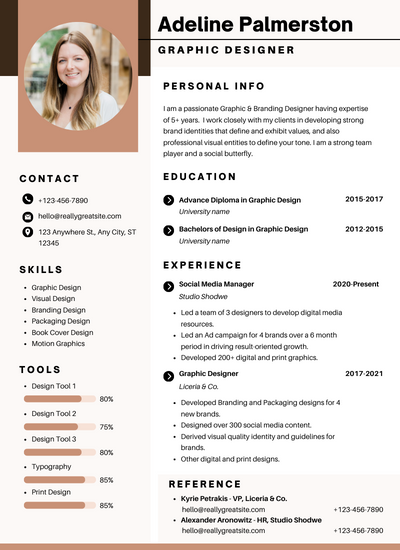 Adeline Palmerston
GRAPHIC DESIGNER
PERSONAL INFO
I am a passionate Graphic & Branding Designer having expertise
of 5+ years. I work closely with my clients in developing strong
brand identities that define and exhibit values, and also
professional visual entities to define your tone. I am a strong team
player and a social butterfly.
EDUCATION
Advance Diploma in Graphic Design 2015-2017
University name
Bachelors of Design in Graphic Design 2012-2015
University name
EXPERIENCE
Social Media Manager 2020-Present
Studio Shodwe
• Led a team of 3 designers to develop digital media
resources.
• Led an Ad campaign for 4 brands over a 6 month
period in driving result oriented growth.
• Developed 200+ digital and print graphics.
Graphic Designer 2017-2021
Liceria & Co.
• Developed Branding and Packaging designs for 4
new brands.
• Designed over 300 social media content.
• Derived visual quality identity and guidelines for
brands.
• Other digital and print designs.
REFERENCE
• Kyrie Petrakis - VP, Liceria & Co.
hello@reallygreatsite.com +123-456-7890
• Alexander Aronowitz - HR, Studio Shodwe
hello@reallygreatsite.com +123-456-7890
CONTACT
+123-456-7890
hello@reallygreatsite.com
123 Anywhere St., Any City, ST
12345
SKILLS
• Graphic Design
• Visual Design
• Branding Design
• Packaging Design
• Book Cover Design
• Motion Graphics
TOOLS
• Design Tool 1
80%
• Design Tool 2
75%
• Design Tool 3
80%
• Typography
85%
• Print Design
85%